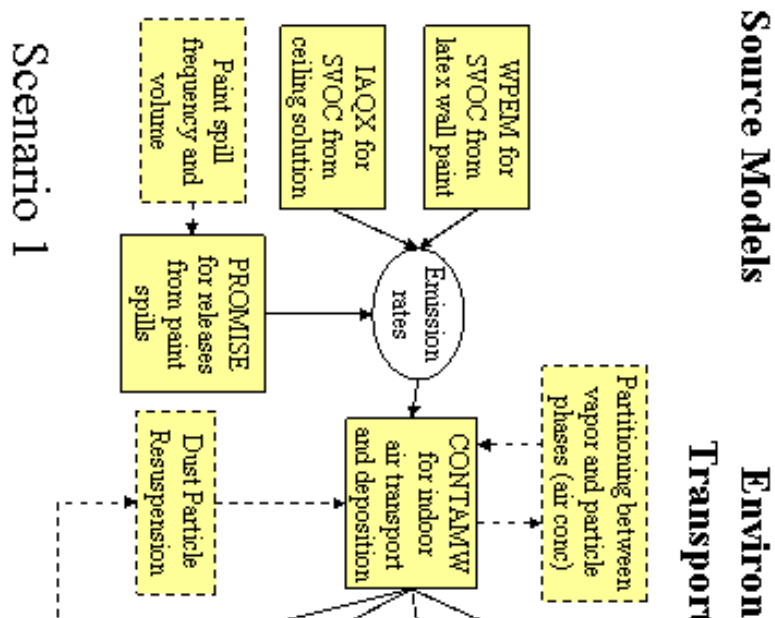 Source Models
Environ
Transpor
WPEM for
SVOC from
latex wall paint
IAQX for
SVOC from
ceiling solution
Paint spill
frequency and
volume
PROMISE
for releases
from paint
spills
Emission
rates
Partitioning between
vapor and particle
phases (air conc)
CONTAMW
for indoor
air transport
and deposition
Dust Particle
Resuspension
Scenario 1